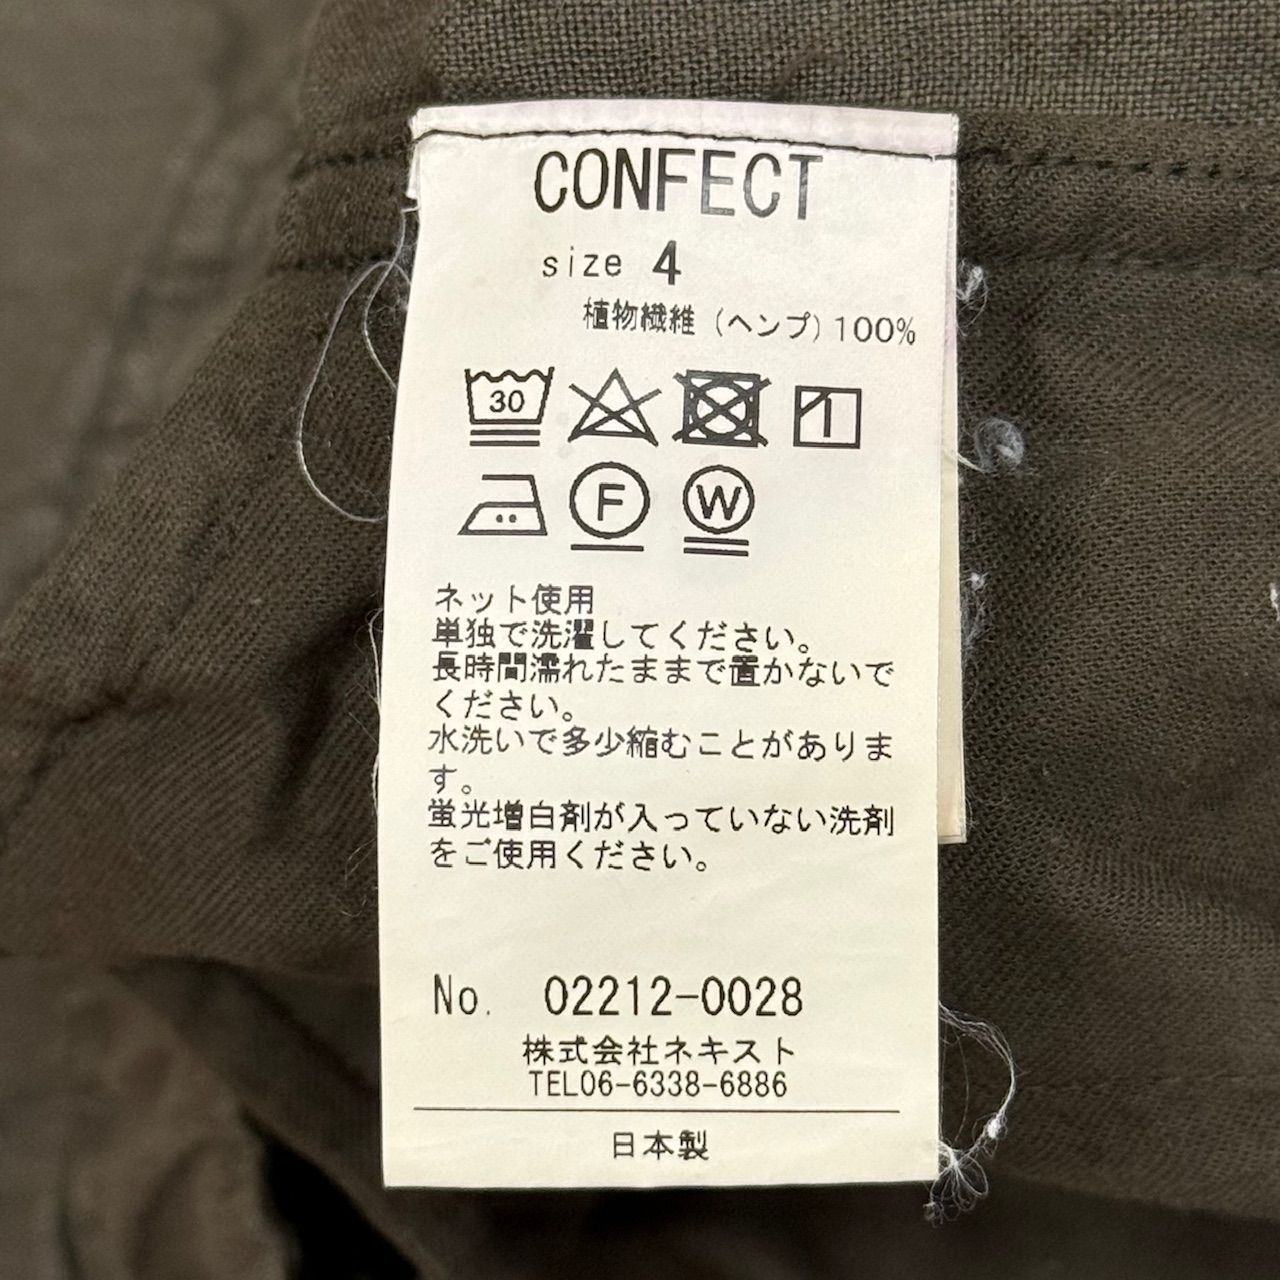 CONFECT
size 4
植物繊維 (ヘンプ) 100%
30
1
F W
ネット使用
単独で洗濯してください。
長時間濡れたままで置かないで
ください。
水洗いで多少縮むことがありま
す。
蛍光増白剤が入っていない洗剤
をご使用ください。
No. 02212-0028
株式会社ネキスト
TEL06-6338-6886
日本製